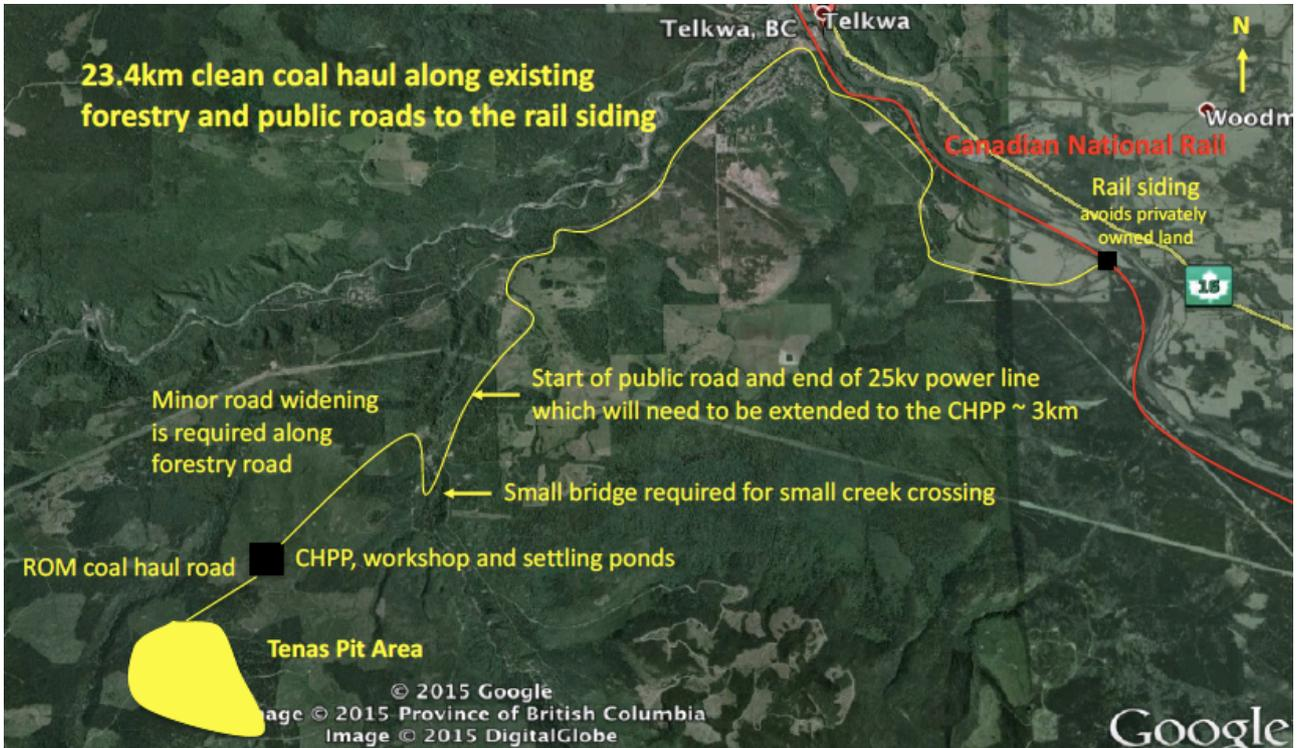 Telkwa, BC
Telkwa
N
23.4km clean coal haul along existing
forestry and public roads to the rail siding
Woodm
Canadian National Rail
Rail siding
avoids privately
owned land
16
Start of public road and end of 25kv power line
which will need to be extended to the CHPP ~ 3km
Minor road widening
is required along
forestry road
Small bridge required for small creek crossing
CHPP, workshop and settling ponds
ROM coal haul road
Tenas Pit Area
© 2015 Google
age © 2015 Province of British Columbia
Image © 2015 DigitalGlobe
Google